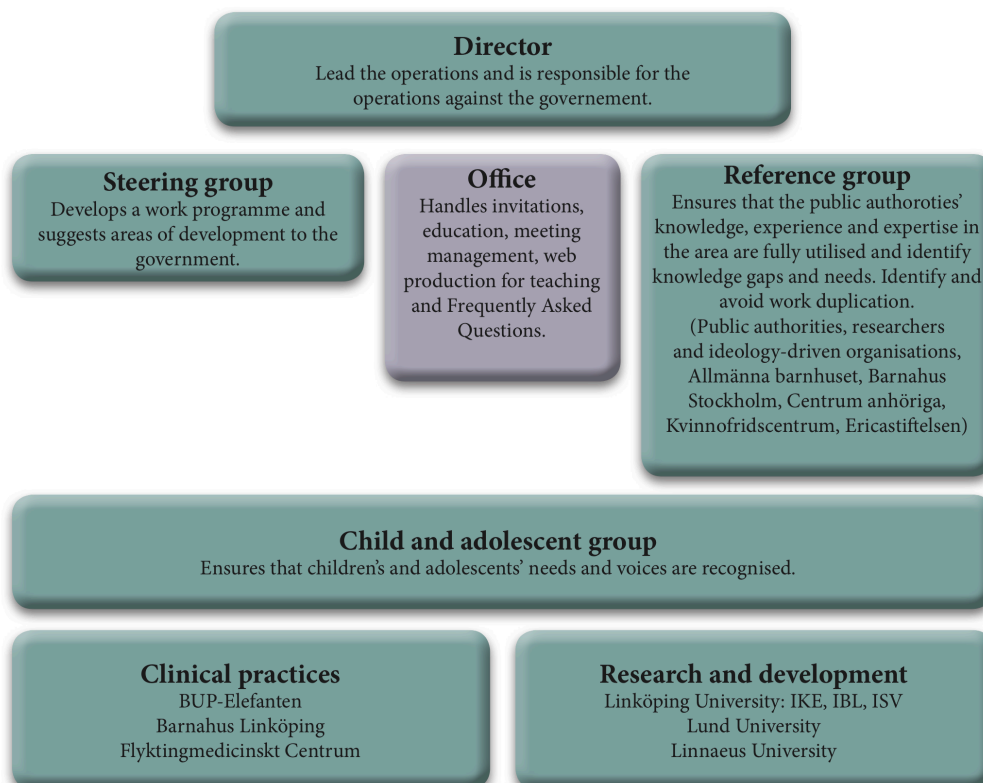 Director
Lead the operations and is responsible for the
operations against the governement.
Steering group
Develops a work programme and
suggests areas of development to the
government.
Office
Handles invitations,
education, meeting
management, web
production for teaching
and Frequently Asked
Questions.
Reference group
Ensures that the public authoroties’
knowledge, experience and expertise in
the area are fully utilised and identify
knowledge gaps and needs. Identify and
avoid work duplication.
(Public authorities, researchers
and ideology-driven organisations,
Allmänna barnhuset, Barnahus
Stockholm, Centrum anhöriga,
Kvinnofridscentrum, Ericastiftelsen)
Child and adolescent group
Ensures that children’s and adolescents’ needs and voices are recognised.
Clinical practices
BUP-Elefanten
Barnahus Linköping
Flyktingmedicinskt Centrum
Research and development
Linköping University: IKE, IBL, ISV
Lund University
Linnaeus University